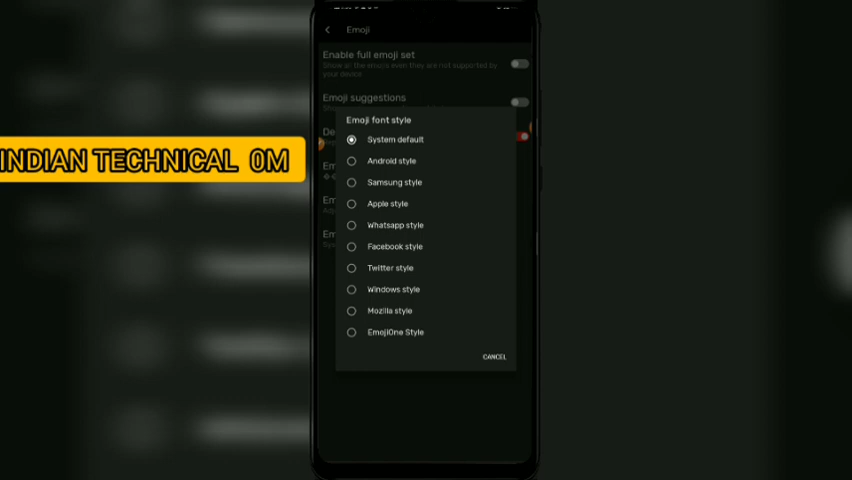 Emoji
Enable full emoji set
Show all the emojis even they are not supported by
your device
Emoji suggestions
Emoji font style
System default
Android style
Samsung style
Apple style
Whatsapp style
Facebook style
Twitter style
Windows style
Mozilla style
EmojiOne Style
CANCEL
INDIAN TECHNICAL 0M